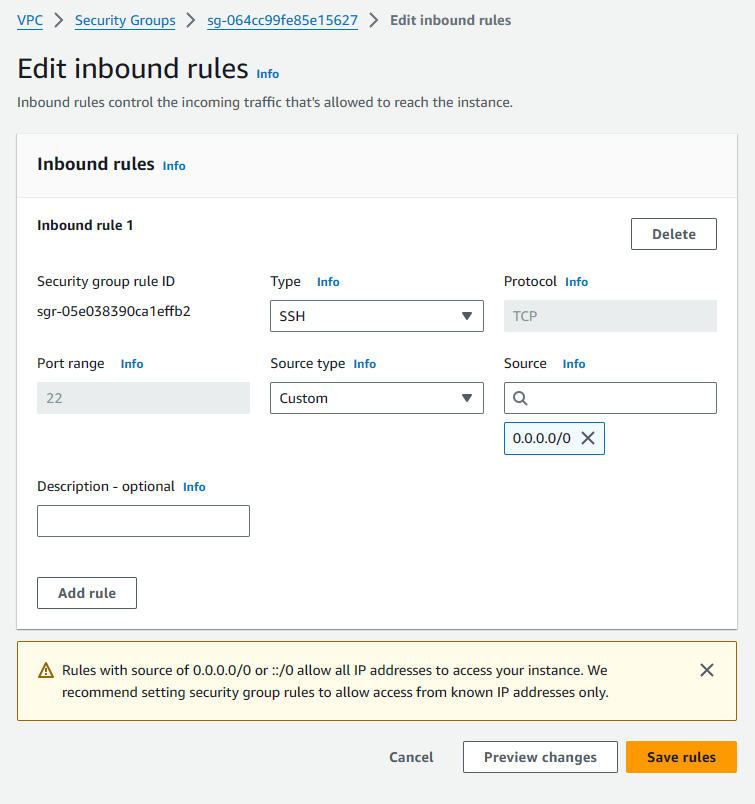 VPC > Security Groups > sg-064cc99fe85e15627 > Edit inbound rules
Edit inbound rules Info
Inbound rules control the incoming traffic that's allowed to reach the instance.
Inbound rules Info
Inbound rule 1
Delete
Security group rule ID
sgr-05e038390ca1effb2
Type Info
SSH
Protocol Info
TCP
Port range Info
22
Source type Info
Custom
Source Info
0.0.0.0/0
Description - optional Info
Add rule
Rules with source of 0.0.0.0/0 or ::/0 allow all IP addresses to access your instance. We
recommend setting security group rules to allow access from known IP addresses only.
Cancel
Preview changes
Save rules